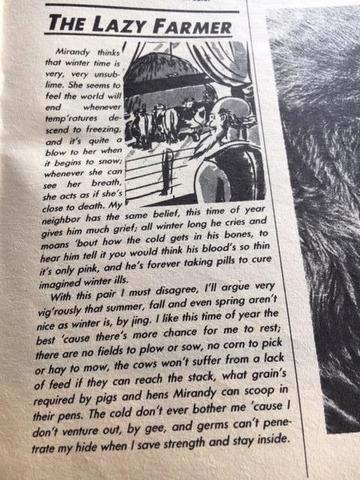 THE LAZY FARMER
Mirandy thinks
that winter time is
very, very unsub-
lime. She seems to
feel the world will
end whenever
temp'ratures de-
scend to freezing,
and it's quite a
blow to her when
it begins to snow;
whenever she can
see her breath,
she acts as if she's
close to death. My
neighbor has the same belief, this time of year
gives him much grief; all winter long he cries and
moans 'bout how the cold gets in his bones, to
hear him tell it you would think his blood's so thin
it's only pink, and he's forever taking pills to cure
imagined winter ills.
With this pair I must disagree, I'll argue very
vig'rously that summer, fall and even spring aren't
nice as winter is, by jing. I like this time of year the
best 'cause there's more chance for me to rest;
there are no fields to plow or sow, no corn to pick
or hay to mow, the cows won't suffer from a lack
of feed if they can reach the stack, what grain's
required by pigs and hens Mirandy can scoop in
their pens. The cold don't ever bother me 'cause I
don't venture out, by gee, and germs can't pene-
trate my hide when I save strength and stay inside.